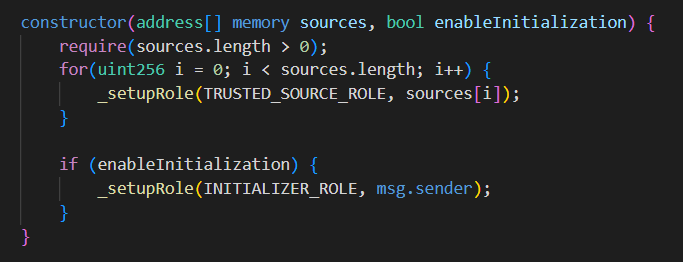 constructor(address[] memory sources, bool enableInitialization) {
    require(sources.length > 0);
    for(uint256 i = 0; i < sources.length; i++) {
        _setupRole(TRUSTED_SOURCE_ROLE, sources[i]);
    }

    if (enableInitialization) {
        _setupRole(INITIALIZER_ROLE, msg.sender);
    }
}